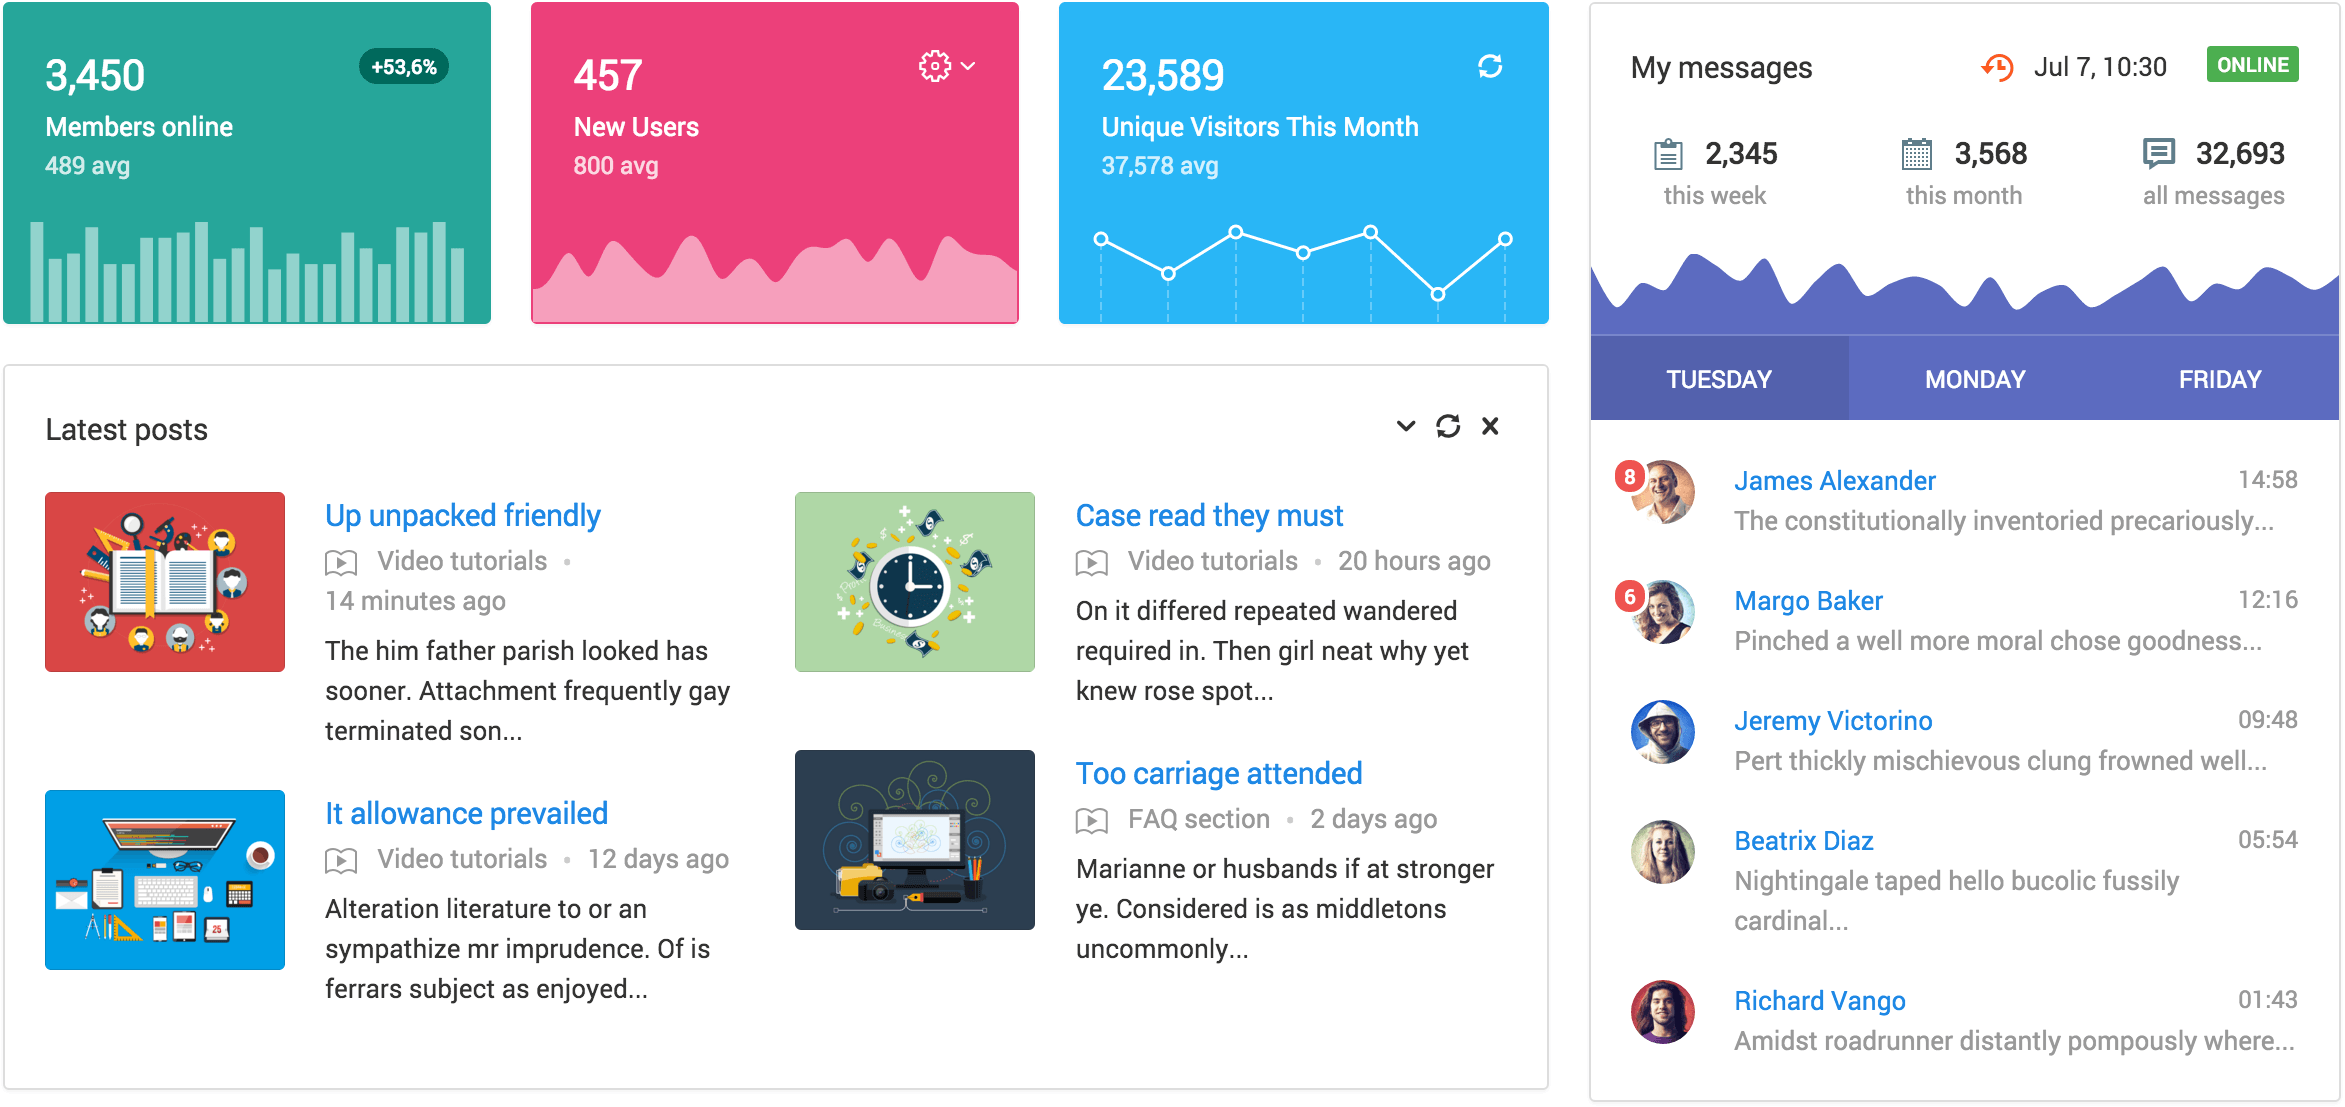 3,450
+53,6%
Members online
489 avg
457
New Users
800 avg
23,589
Unique Visitors This Month
37,578 avg
Latest posts
Up unpacked friendly
Video tutorials •
14 minutes ago
The him father parish looked has
sooner. Attachment frequently gay
terminated son...
It allowance prevailed
Video tutorials • 12 days ago
Alteration literature to or an
sympathize mr imprudence. Of is
ferrars subject as enjoyed...
25
Case read they must
Video tutorials • 20 hours ago
On it differed repeated wandered
required in. Then girl neat why yet
knew rose spot...
Too carriage attended
FAQ section • 2 days ago
Marianne or husbands if at stronger
ye. Considered is as middletons
uncommonly...
My messages
Jul 7, 10:30
ONLINE
2,345
this week
3,568
this month
32,693
all messages
TUESDAY
MONDAY
FRIDAY
8
James Alexander
14:58
The constitutionally inventoried precariously...
6
Margo Baker
12:16
Pinched a well more moral chose goodness...
Jeremy Victorino
09:48
Pert thickly mischievous clung frowned well...
Beatrix Diaz
05:54
Nightingale taped hello bucolic fussily
cardinal...
Richard Vango
01:43
Amidst roadrunner distantly pompously where...